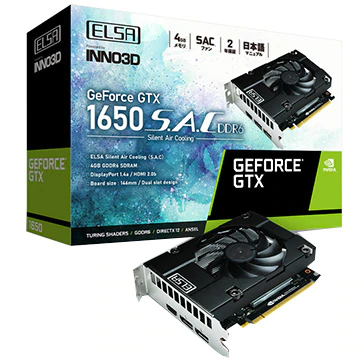 ELSA
Powered by
INNO3D
4GB
GDDR6
メモリ
SAC
ファン
2年
保証
日本語
マニュアル
GeForce GTX
1650 S.A.C DDR6
Silent Air Cooling
ELSA Silent Air Cooling (S.A.C)
4GB GDDR6 SDRAM
DisplayPort 1.4a / HDMI 2.0b
Board size : 146mm / Dual slot design
GEFORCE
GTX
NVIDIA
1650
TURING SHADERS / GDDR6 / DIRECTX 12 / ANSEL
ELSA